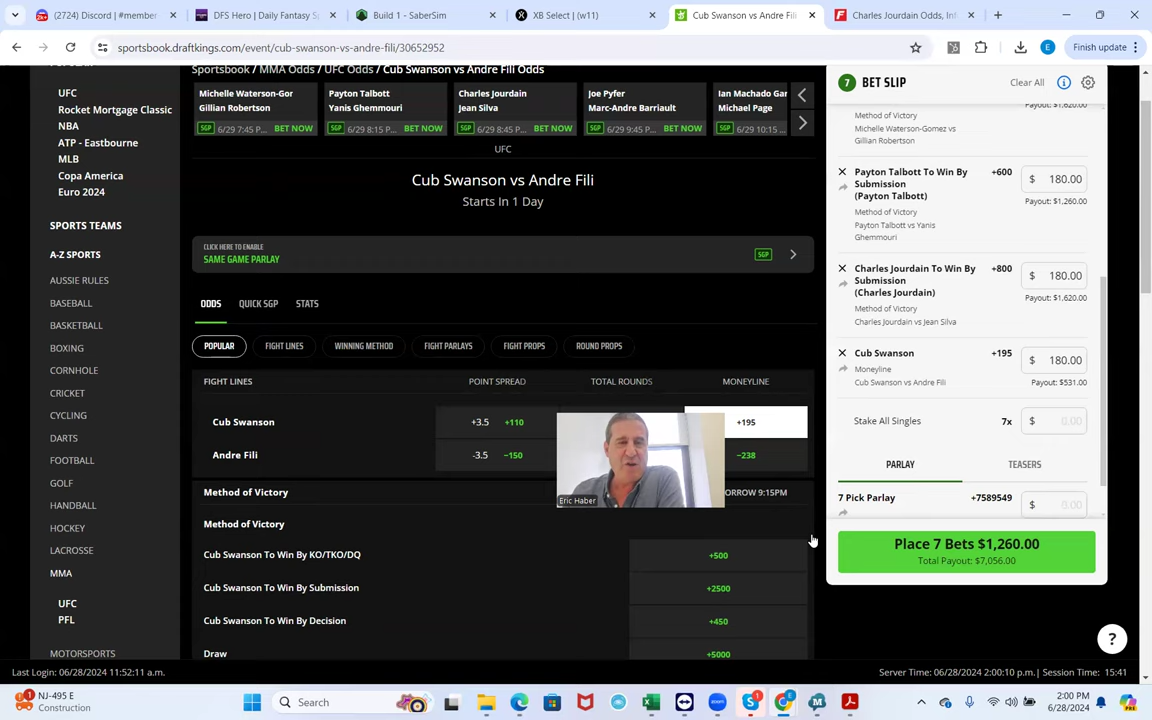 (2724) Discord | #member
DFS Hero | Daily Fantasy S
Build 1 - SaberSim
XB Select | (w11)
Cub Swanson vs Andre Fili
Charles Jourdain Odds, Int
sportsbook.draftkings.com/event/cub-swanson-vs-andre-fili/30652952
E
Finish update
UFC
Rocket Mortgage Classic
NBA
ATP - Eastbourne
MLB
Copa America
Euro 2024
SPORTS TEAMS
A-Z SPORTS
AUSSIE RULES
BASEBALL
BASKETBALL
BOXING
CORNHOLE
CRICKET
CYCLING
DARTS
FOOTBALL
GOLF
HANDBALL
HOCKEY
LACROSSE
MMA
UFC
PFL
MOTORSPORTS
Sportsbook / MMA Odds / UFC Odds / Cub Swanson vs Andre Fili Odds
Michelle Waterson-Gor
Gillian Robertson
SGP 6/29 7:45 P... BET NOW
Payton Talbott
Yanis Ghemmouri
SGP 6/29 8:15 P... BET NOW
Charles Jourdain
Jean Silva
SGP 6/29 8:45 P... BET NOW
Joe Pyfer
Marc-Andre Barriault
SGP 6/29 9:45 P... BET NOW
Ian Machado Gar
Michael Page
SGP 6/29 10:15 ...
UFC
Cub Swanson vs Andre Fili
Starts In 1 Day
CLICK HERE TO ENABLE
SAME GAME PARLAY
SGP
ODDS QUICK SGP STATS
POPULAR FIGHT LINES WINNING METHOD FIGHT PARLAYS FIGHT PROPS ROUND PROPS
FIGHT LINES POINT SPREAD TOTAL ROUNDS MONEYLINE
Cub Swanson +3.5 +110 +195
Andre Fili -3.5 −150 −238
Eric Haber
Method of Victory
ORROW 9:15PM
Method of Victory
Cub Swanson To Win By KO/TKO/DQ +500
Cub Swanson To Win By Submission +2500
Cub Swanson To Win By Decision +450
Draw +5000
7 BET SLIP Clear All
Payout: $1,620.00
Method of Victory
Michelle Waterson-Gomez vs
Gillian Robertson
Payton Talbott To Win By
Submission
(Payton Talbott)
+600
$ 180.00
Payout: $1,260.00
Method of Victory
Payton Talbott vs Yanis
Ghemmouri
Charles Jourdain To Win By
Submission
(Charles Jourdain)
+800
$ 180.00
Payout: $1,620.00
Method of Victory
Charles Jourdain vs Jean Silva
Cub Swanson +195
$ 180.00
Moneyline
Cub Swanson vs Andre Fili
Payout: $531.00
Stake All Singles 7x $ 0.00
PARLAY TEASERS
7 Pick Parlay +7589549 $ 0.00
Place 7 Bets $1,260.00
Total Payout: $7,056.00
?
Last Login: 06/28/2024 11:52:11 a.m.
Server Time: 06/28/2024 2:00:10 p.m.| Session Time: 15:41
NJ-495 E
Construction
Search
2:00 PM
6/28/2024